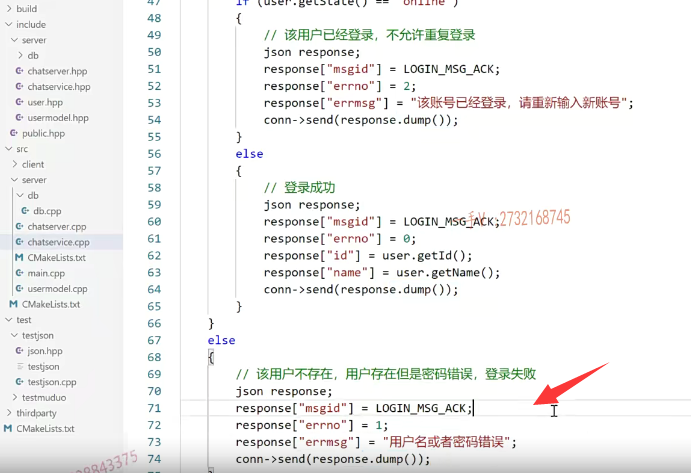 build
include
server
db
chatserver.hpp
chatservice.hpp
user.hpp
usermodel.hpp
public.hpp
src
client
server
db
db.cpp
chatserver.cpp
chatservice.cpp
CMakeLists.txt
main.cpp
usermodel.cpp
CMakeLists.txt
test
testjson
json.hpp
testjson
testjson.cpp
testmuduo
thirdparty
CMakeLists.txt
47 if (user.getState() == "online")
48 {
49 // 该用户已经登录，不允许重复登录
50 json response;
51 response["msgid"] = LOGIN_MSG_ACK;
52 response["errno"] = 2;
53 response["errmsg"] = "该账号已经登录，请重新输入新账号";
54 conn->send(response.dump());
55 }
56 else
57 {
58 // 登录成功
59 json response;
60 response["msgid"] = LOGIN_MSG_ACK;
61 response["errno"] = 0;
62 response["id"] = user.getId();
63 response["name"] = user.getName();
64 conn->send(response.dump());
65 }
66 }
67 else
68 {
69 // 该用户不存在，用户存在但是密码错误，登录失败
70 json response;
71 response["msgid"] = LOGIN_MSG_ACK;
72 response["errno"] = 1;
73 response["errmsg"] = "用户名或者密码错误";
74 conn->send(response.dump());
2732168745